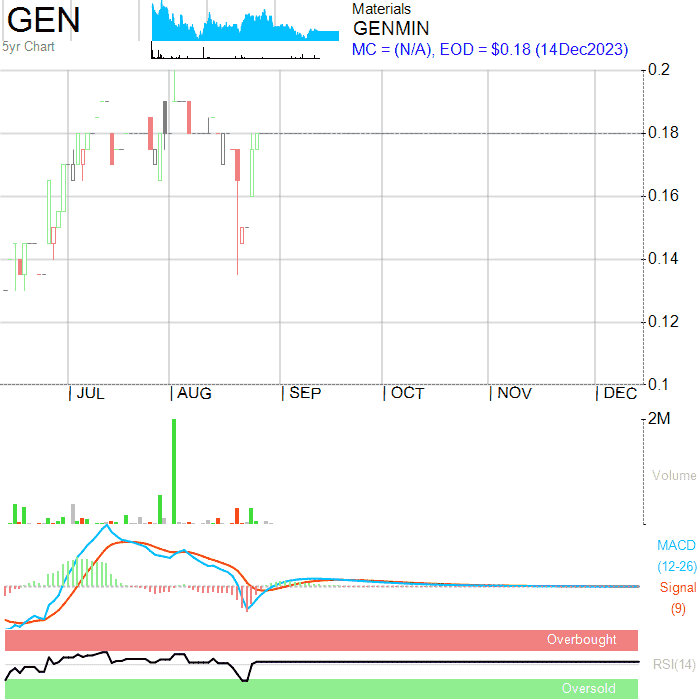 GEN
5yr Chart
Materials
GENMIN
MC = (N/A), EOD = $0.18 (14Dec2023)
0.2
0.18
0.16
0.14
0.12
0.1
JUL
AUG
SEP
OCT
NOV
DEC
2M
Volume
MACD
(12-26)
Signal
(9)
Overbought
RSI(14)
Oversold